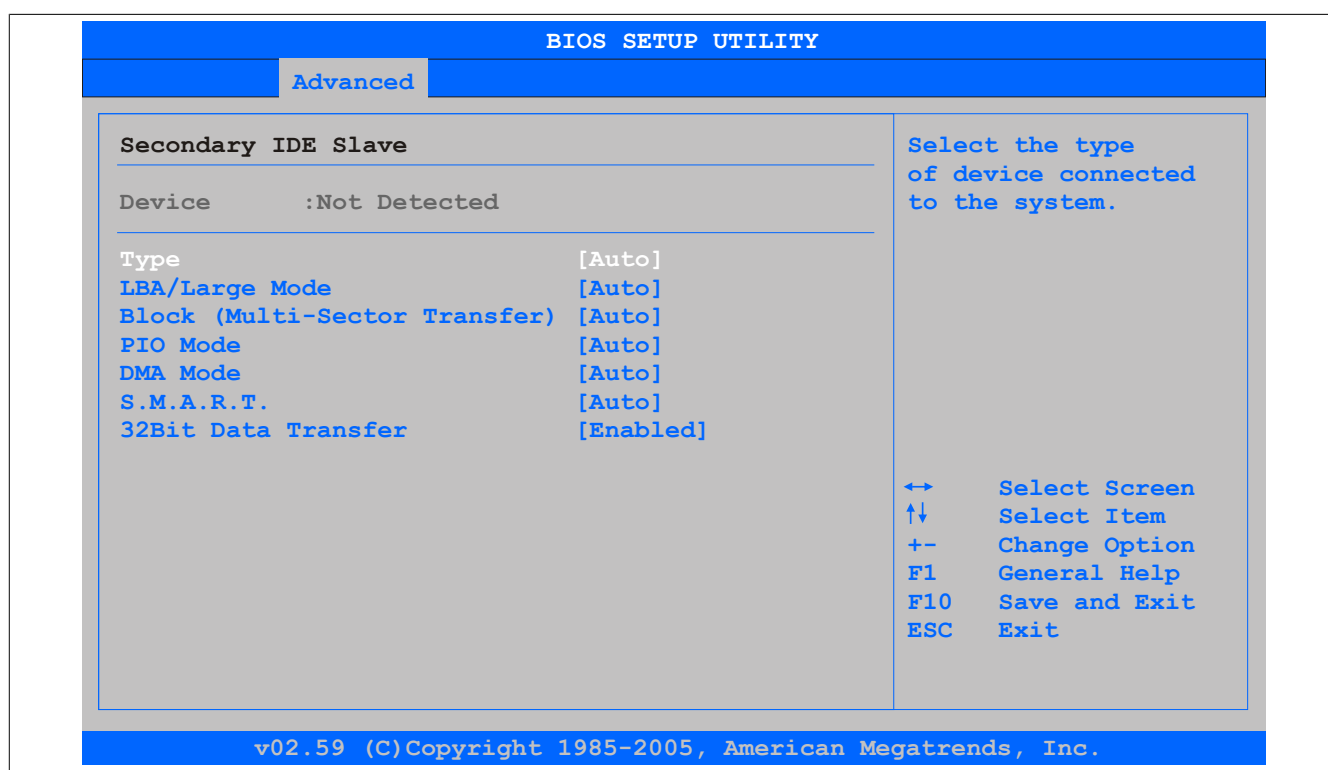 BIOS SETUP UTILITY
Advanced
Secondary IDE Slave
Device :Not Detected
Type [Auto]
LBA/Large Mode [Auto]
Block (Multi-Sector Transfer) [Auto]
PIO Mode [Auto]
DMA Mode [Auto]
S.M.A.R.T. [Auto]
32Bit Data Transfer [Enabled]
Select the type
of device connected
to the system.
↔ Select Screen
↑↓ Select Item
+- Change Option
F1 General Help
F10 Save and Exit
ESC Exit
v02.59 (C)Copyright 1985-2005, American Megatrends, Inc.